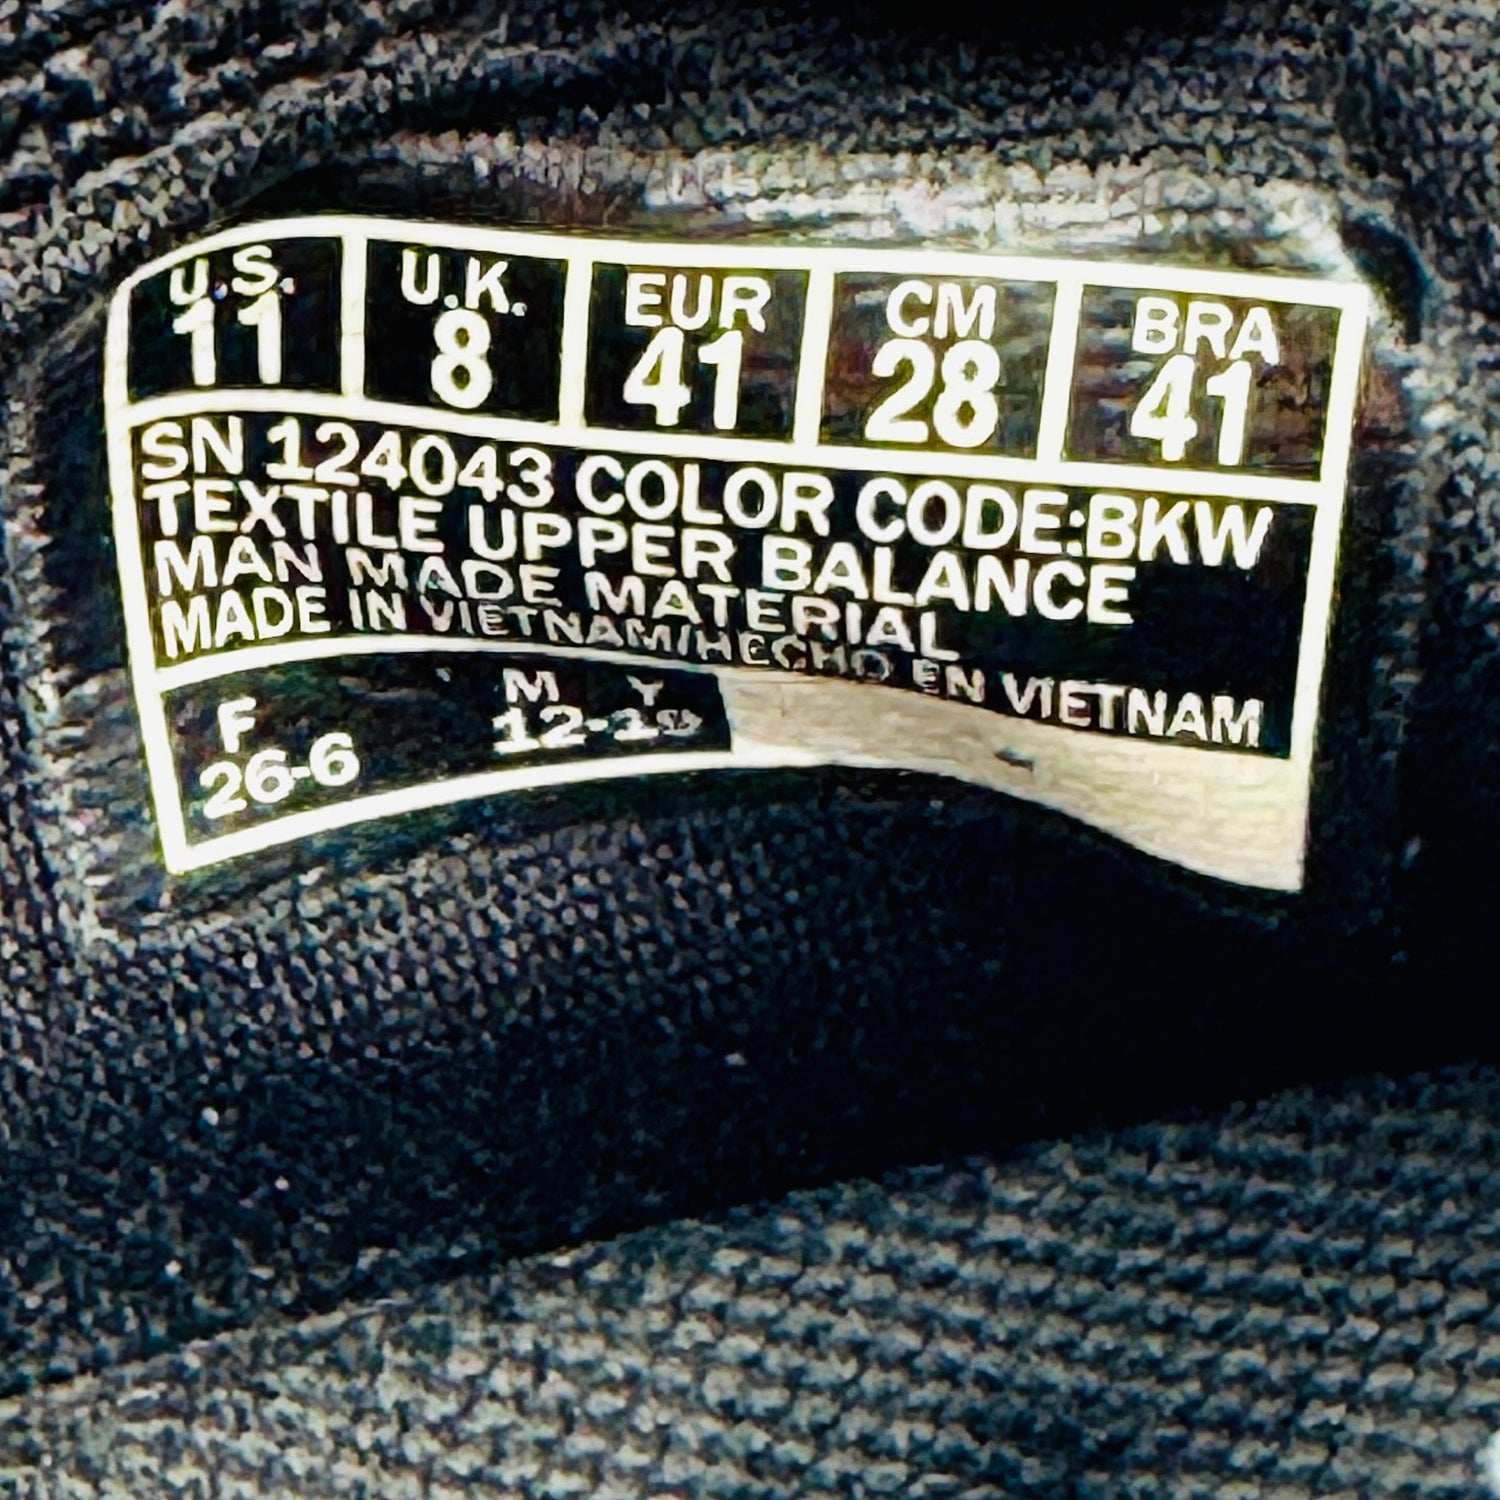 U.S. U.K. EUR CM BRA
11 8 41 28 41
SN 124043 COLOR CODE:BKW
TEXTILE UPPER BALANCE
MAN MADE MATERIAL
MADE IN VIETNAM/HECHO EN VIETNAM
F M Y
26-6